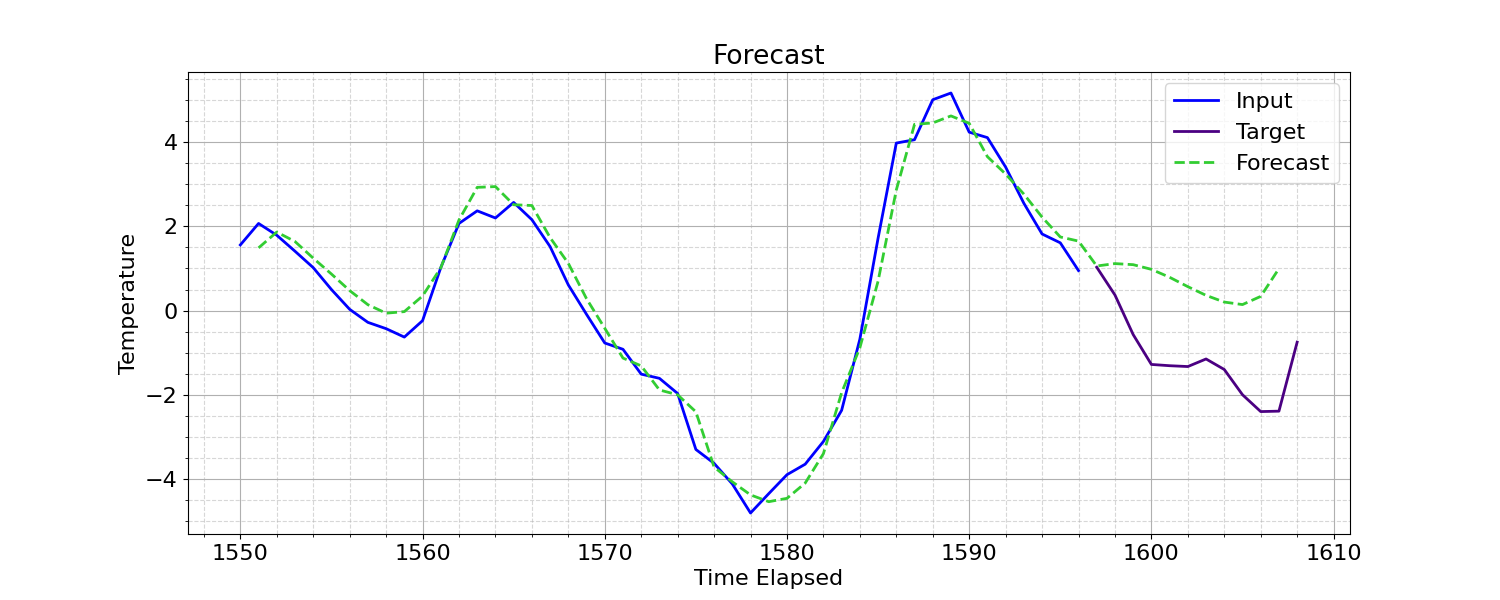 Forecast
Temperature
4
2
0
−2
−4
Input
Target
Forecast
1550 1560 1570 1580 1590 1600 1610
Time Elapsed